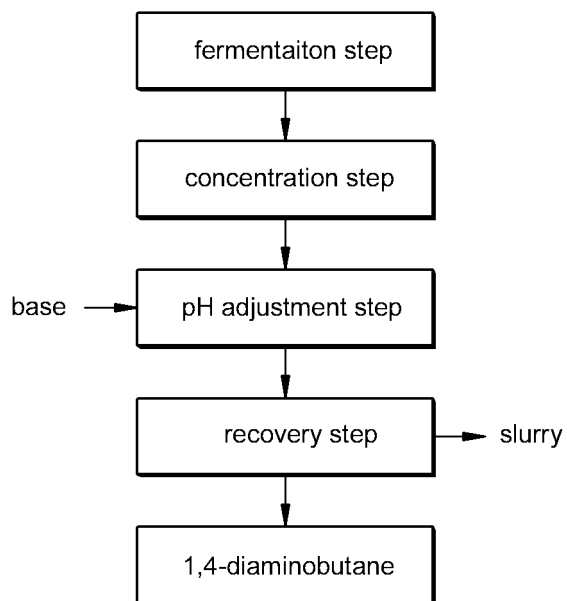 fermentaiton step
concentration step
base
pH adjustment step
recovery step
slurry
1,4-diaminobutane